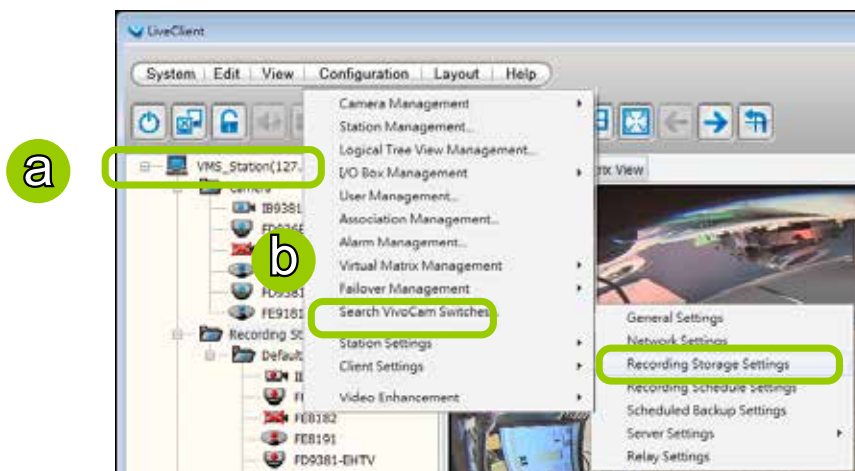 LiveClient
System Edit View Configuration Layout Help
a
VMS_Station(127.
Camera
IB9381
FD9381
FE9181
Recording St
Default
FE8182
FE8191
FD9381-EHTV
b
Camera Management
Station Management...
Logical Tree View Management...
I/O Box Management
User Management...
Association Management...
Alarm Management...
Virtual Matrix Management
Failover Management
Search VivoCam Switches...
Station Settings
Client Settings
Video Enhancement
View
General Settings
Network Settings
Recording Storage Settings
Recording Schedule Settings
Scheduled Backup Settings
Server Settings
Relay Settings